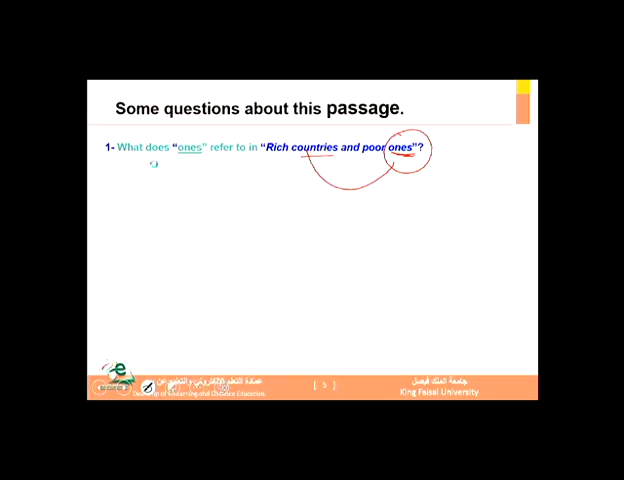 Some questions about this passage.
1- What does “ones” refer to in “Rich countries and poor ones”?
e
عمادة التعلم الإلكتروني والتعليم عن
[ 5 ]
جامعة الملك فيصل
Deanship of E-learning and Distance Education
King Faisal University